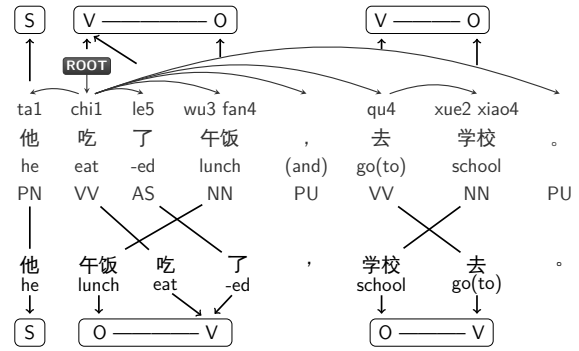 S V ———— O V ———— O
ROOT
ta1 chi1 le5 wu3 fan4 qu4 xue2 xiao4
他 吃 了 午饭 ， 去 学校 。
he eat -ed lunch (and) go(to) school
PN VV AS NN PU VV NN PU
他 午饭 吃 了 ， 学校 去 。
he lunch eat -ed school go(to)
S O ———— V O ———— V